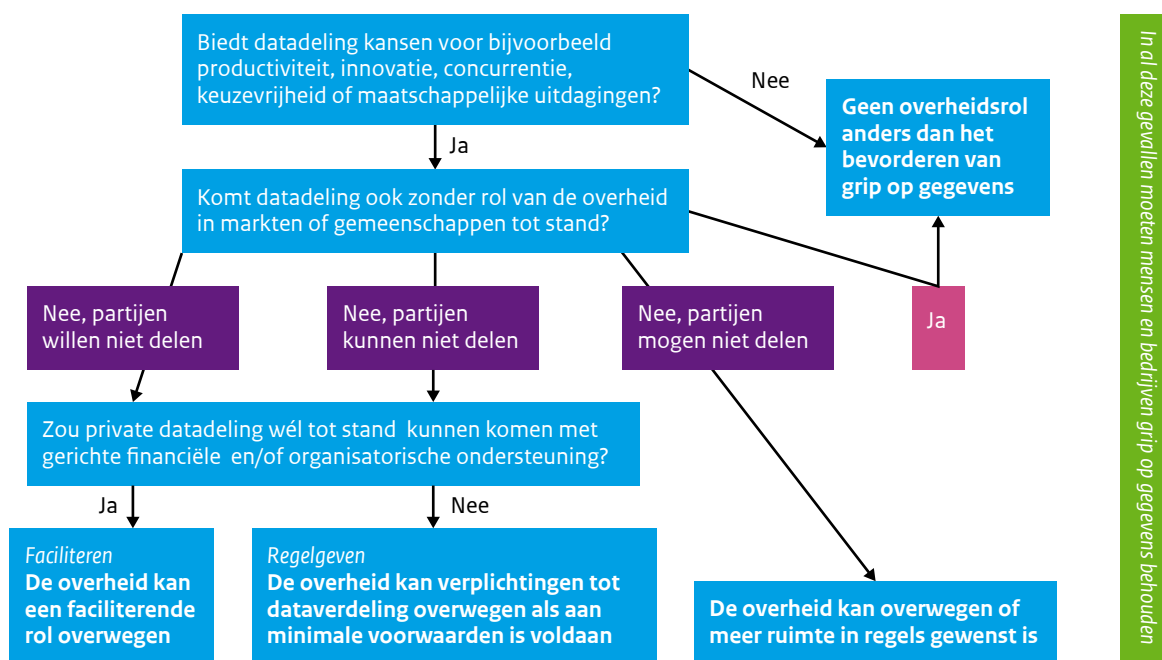 Biedt datadeling kansen voor bijvoorbeeld
productiviteit, innovatie, concurrentie,
keuzevrijheid of maatschappelijke uitdagingen?
Nee
Geen overheidsrol
anders dan het
bevorderen van
grip op gegevens
Ja
Komt datadeling ook zonder rol van de overheid
in markten of gemeenschappen tot stand?
Nee, partijen
willen niet delen
Nee, partijen
kunnen niet delen
Nee, partijen
mogen niet delen
Ja
Zou private datadeling wél tot stand kunnen komen met
gerichte financiële en/of organisatorische ondersteuning?
Ja
Nee
Faciliteren
De overheid kan
een faciliterende
rol overwegen
Regelgeven
De overheid kan verplichtingen tot
dataverdeling overwegen als aan
minimale voorwaarden is voldaan
De overheid kan overwegen of
meer ruimte in regels gewenst is
In al deze gevallen moeten mensen en bedrijven grip op gegevens behouden